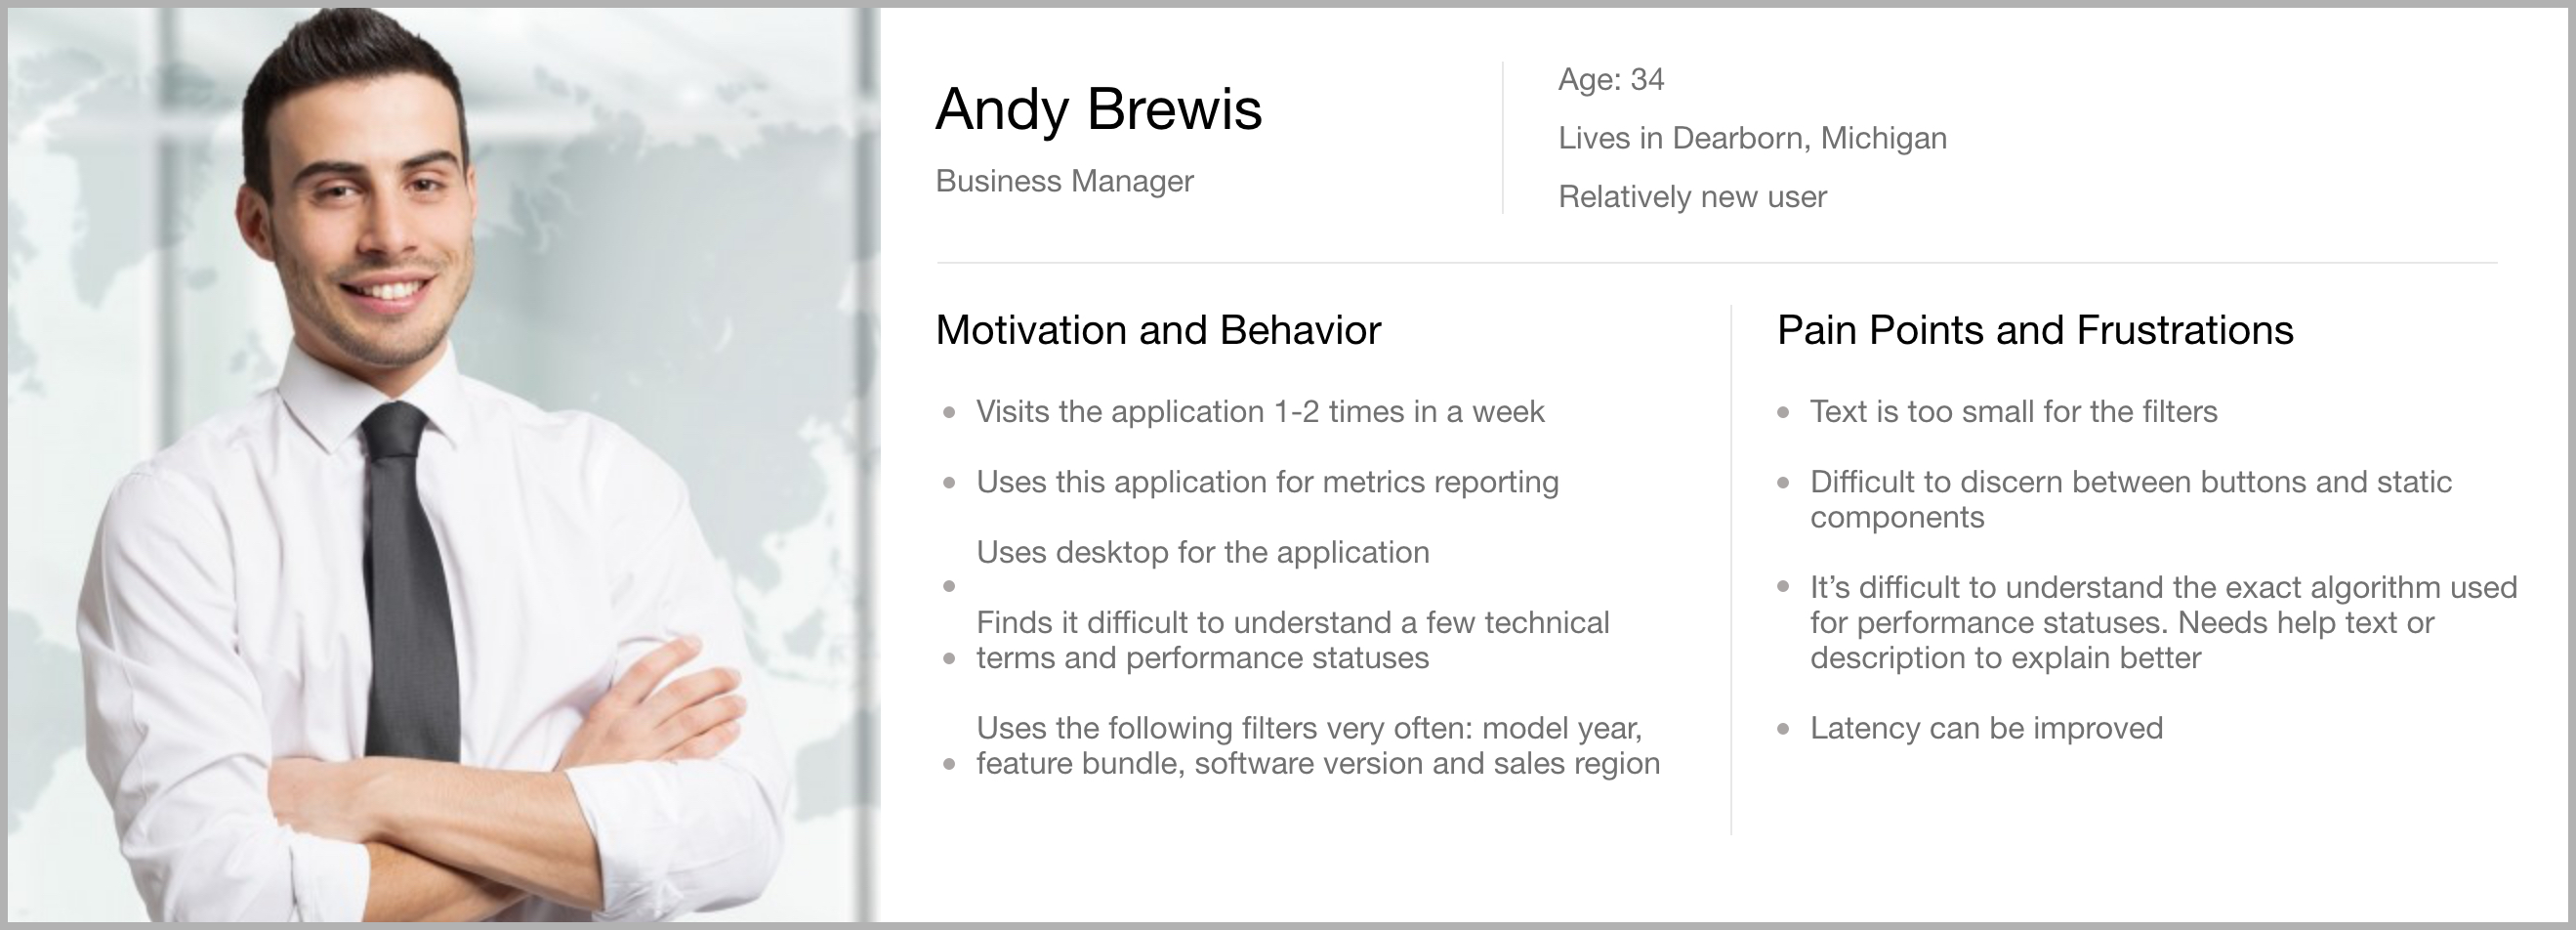 Andy Brewis
Business Manager
Age: 34
Lives in Dearborn, Michigan
Relatively new user
Motivation and Behavior
Visits the application 1-2 times in a week
Uses this application for metrics reporting
Uses desktop for the application
Finds it difficult to understand a few technical
terms and performance statuses
Uses the following filters very often: model year,
feature bundle, software version and sales region
Pain Points and Frustrations
Text is too small for the filters
Difficult to discern between buttons and static
components
It’s difficult to understand the exact algorithm used
for performance statuses. Needs help text or
description to explain better
Latency can be improved